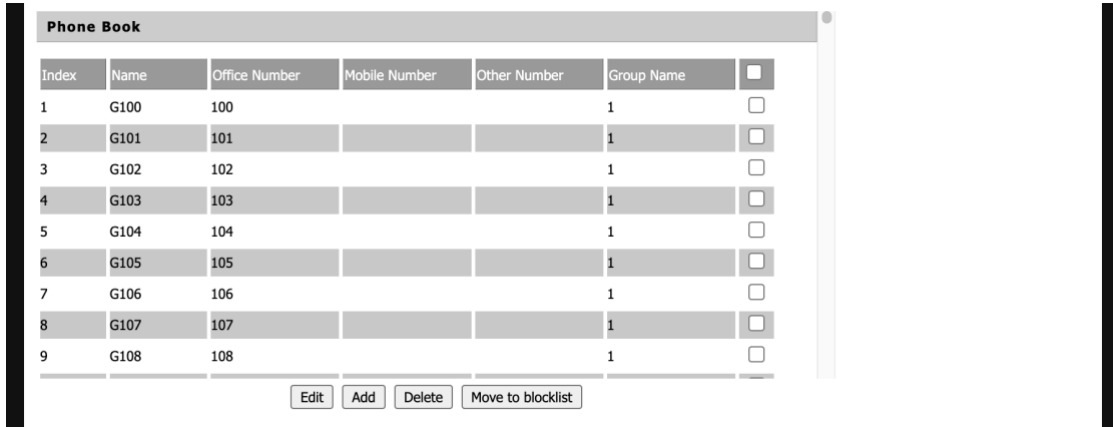 Phone Book
Index Name Office Number Mobile Number Other Number Group Name
1 G100 100 1
2 G101 101 1
3 G102 102 1
4 G103 103 1
5 G104 104 1
6 G105 105 1
7 G106 106 1
8 G107 107 1
9 G108 108 1
Edit Add Delete Move to blocklist